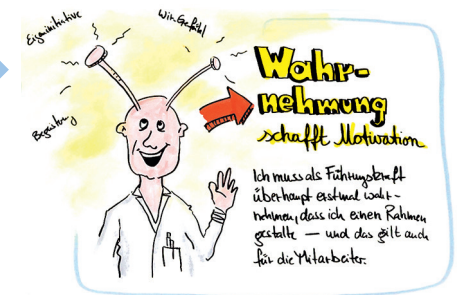 Eigeninitiative
Wir-Gefühl
Begeisterung
Wahr-
nehmung
schafft Motivation
Ich muss als Führungskraft
überhaupt erstmal wahr-
nehmen, dass ich einen Rahmen
gestalte — und das gilt auch
für die Mitarbeiter.